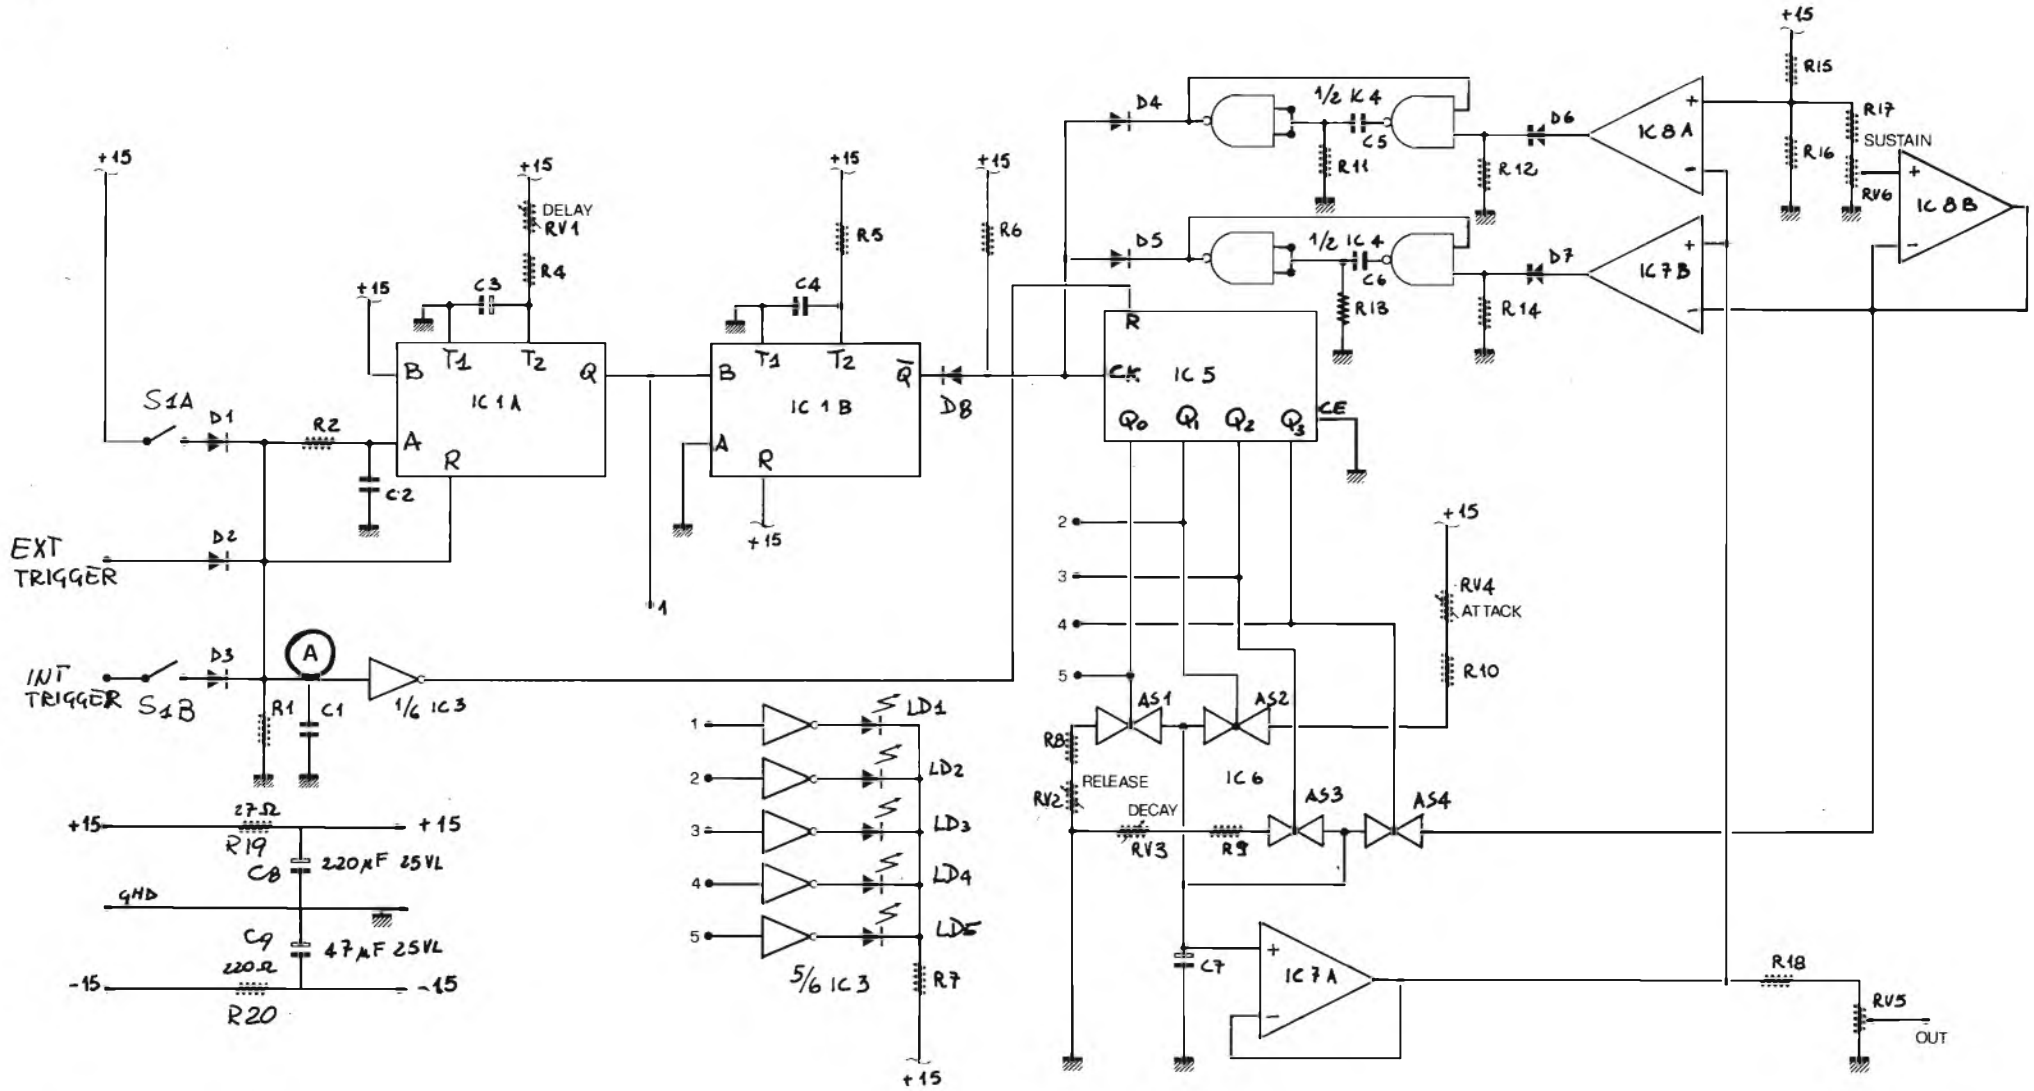 +15
+15
R15
D4
1/2 IC4
D6
+
IC8A
R17
SUSTAIN
C5
R11
R12
-
R16
RV6
+
IC8B
-
+15
+15
+15
+15
DELAY
RV1
R5
R6
R4
D5
1/2 IC4
D7
+
IC7B
-
C6
R13
R14
+15
C3
C4
T1
T2
B
Q
IC1A
A
R
T1
T2
B
Q̅
IC1B
A
R
+15
D8
R
CK
IC5
CE
Q0
Q1
Q2
Q3
S1A
D1
R2
C2
EXT
TRIGGER
D2
1
INT
TRIGGER
S1B
D3
A
R1
C1
1/6 IC3
2
3
4
5
+15
RV4
ATTACK
R10
AS1
AS2
R8
IC6
RELEASE
RV2
DECAY
RV3
R9
AS3
AS4
1
LD1
2
LD2
3
LD3
4
LD4
5
LD5
5/6 IC3
R7
+15
+15
27Ω
R19
+15
C8
220µF 25VL
GND
C9
47µF 25VL
-15
220Ω
R20
-15
C7
+
IC7A
-
R18
RV5
OUT